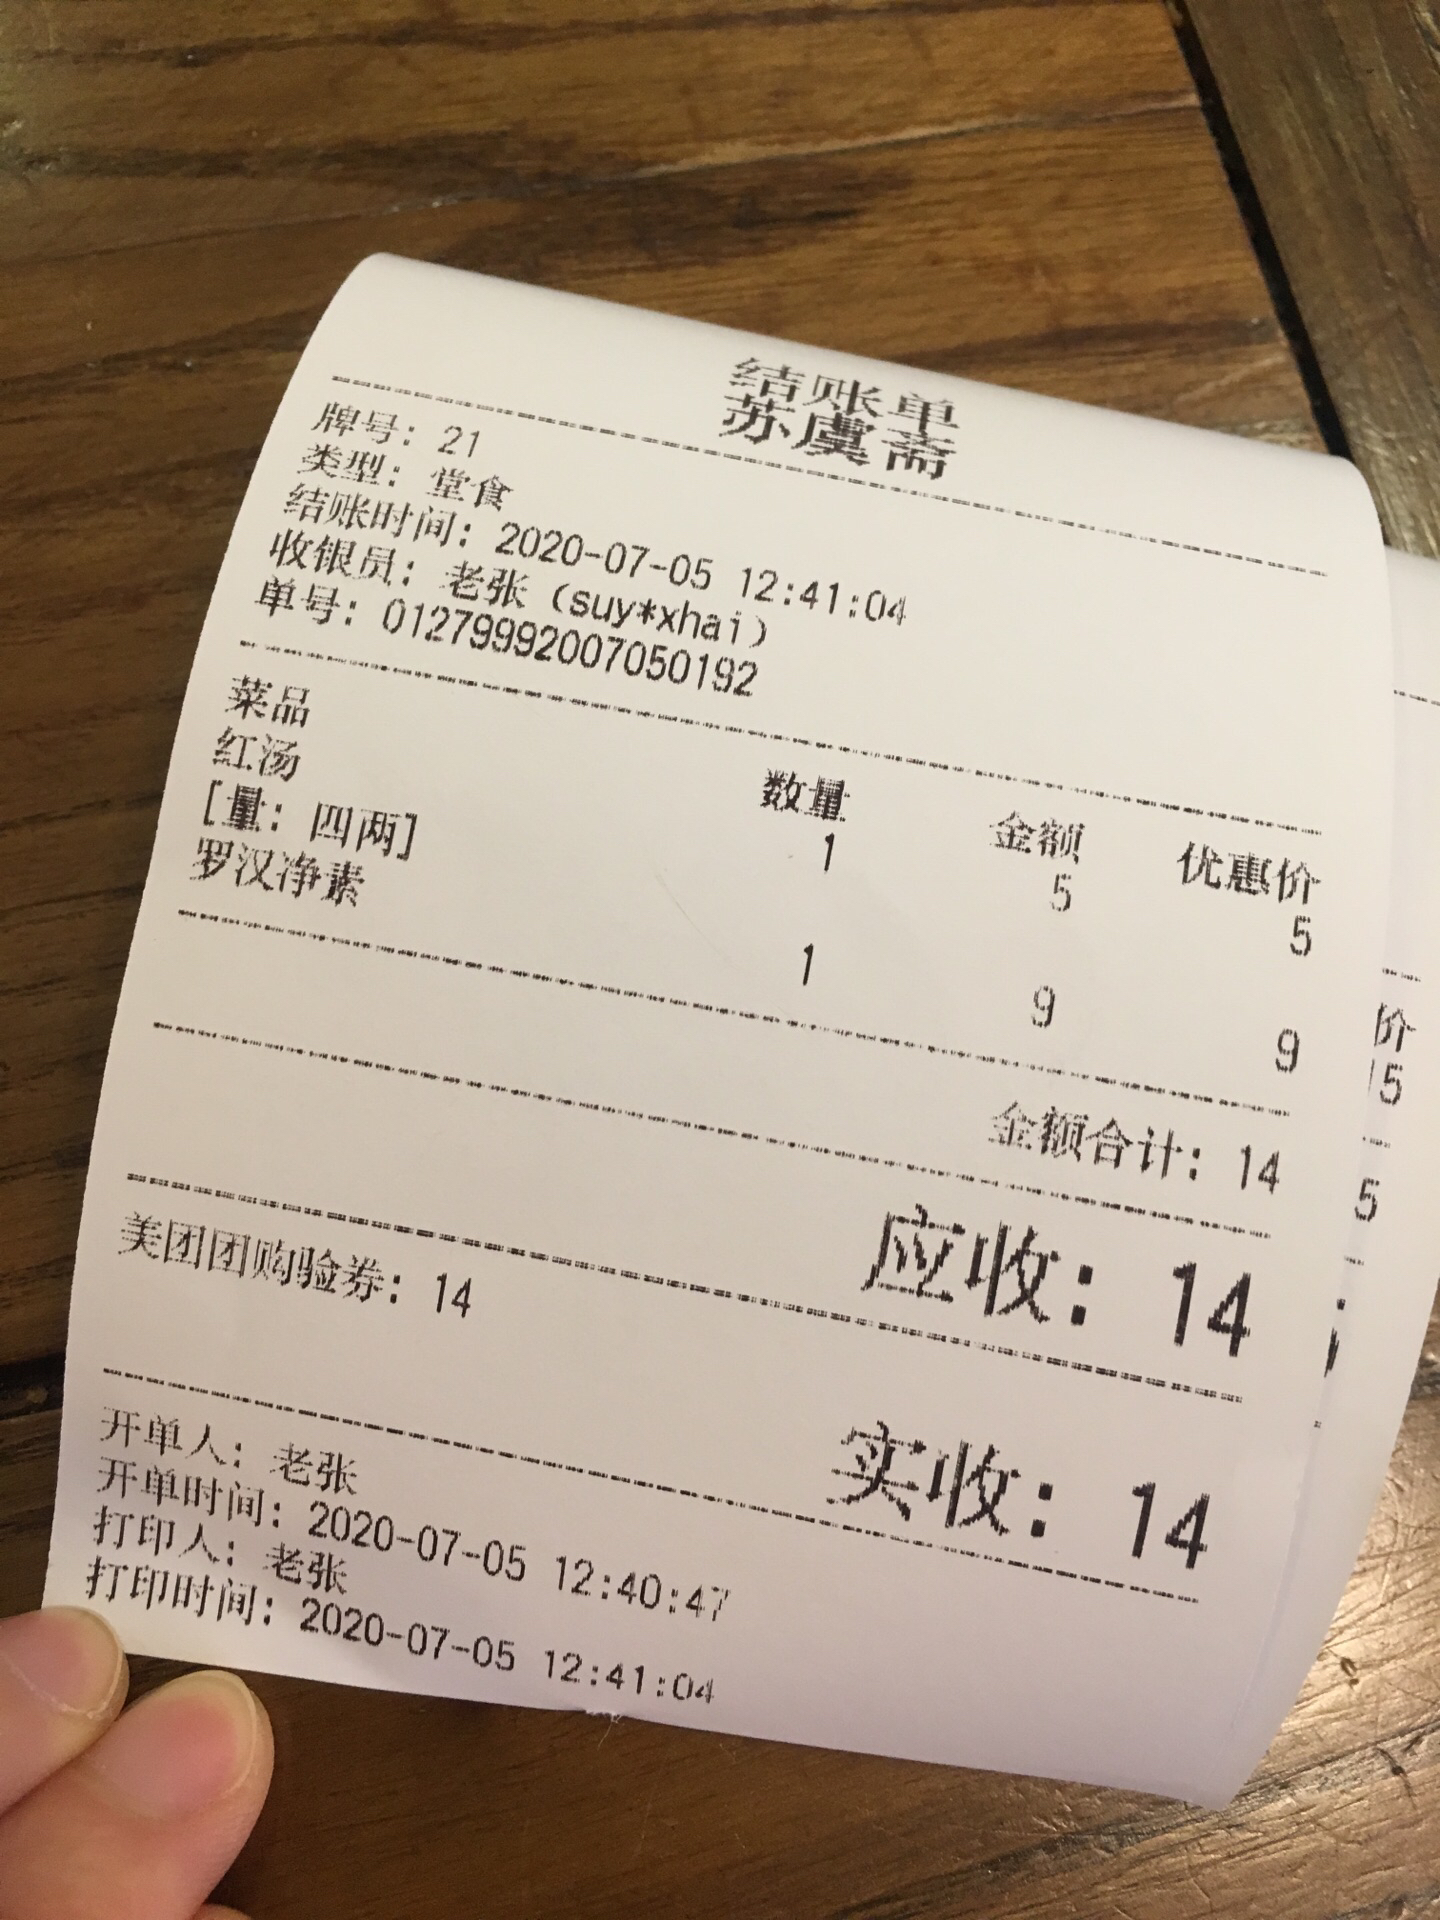 结账单
苏虞斋
牌号：21
类型：堂食
结账时间：2020-07-05 12:41:04
收银员：老张（suy*xhai）
单号：01279992007050192
菜品 数量 金额 优惠价
红汤 1 5 5
[量：四两]
罗汉净素 1 9 9
金额合计：14
应收：14
美团团购验券：14
实收：14
开单人：老张
开单时间：2020-07-05 12:40:47
打印人：老张
打印时间：2020-07-05 12:41:04
价
5
5